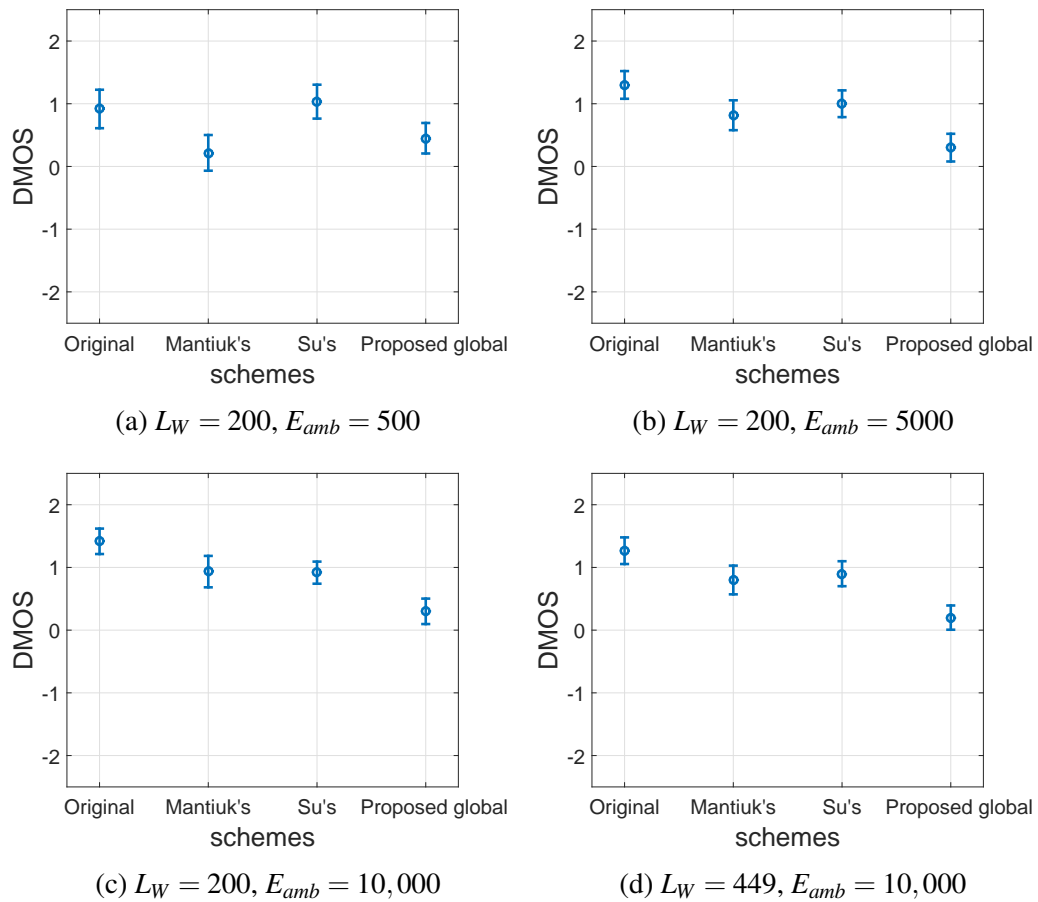 2
1
0
-1
-2
DMOS
Original Mantiuk's Su's Proposed global
schemes
(a) L_W = 200, E_amb = 500
2
1
0
-1
-2
DMOS
Original Mantiuk's Su's Proposed global
schemes
(b) L_W = 200, E_amb = 5000
2
1
0
-1
-2
DMOS
Original Mantiuk's Su's Proposed global
schemes
(c) L_W = 200, E_amb = 10,000
2
1
0
-1
-2
DMOS
Original Mantiuk's Su's Proposed global
schemes
(d) L_W = 449, E_amb = 10,000